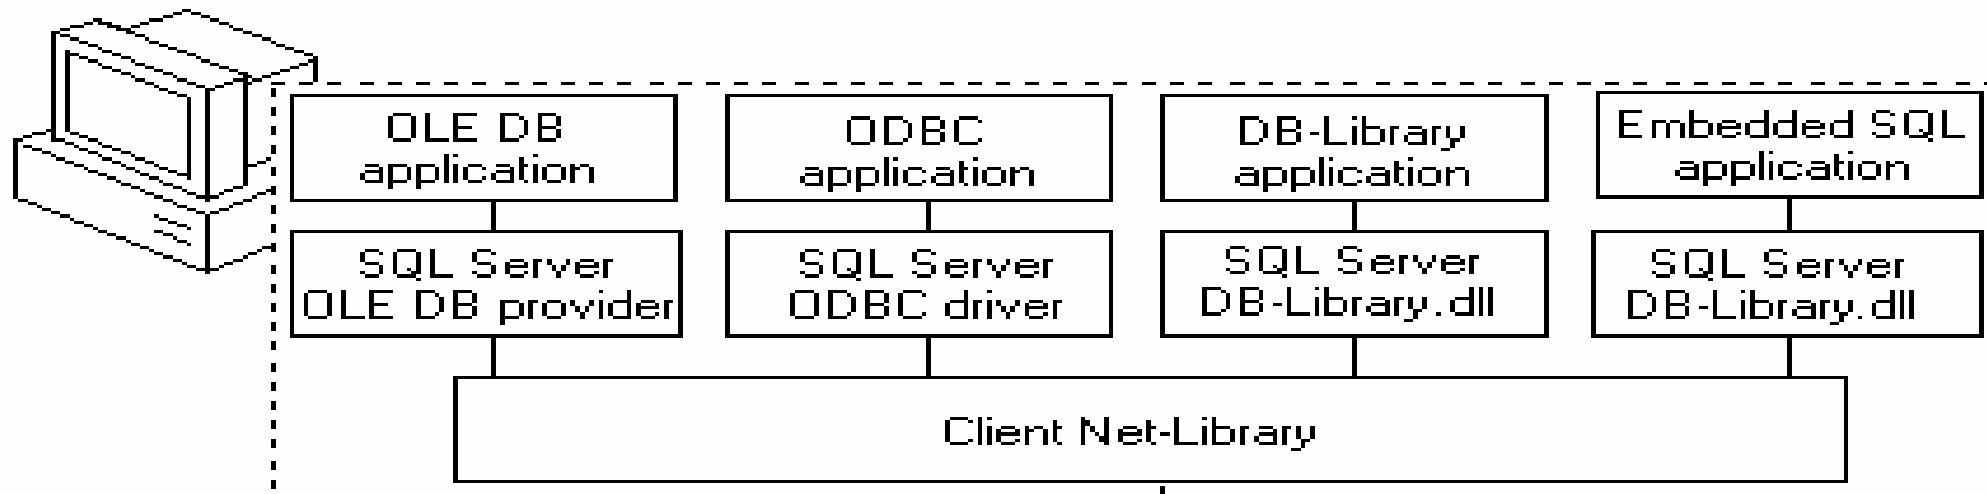 OLE DB
application
ODBC
application
DB-Library
application
Embedded SQL
application
SQL Server
OLE DB provider
SQL Server
ODBC driver
SQL Server
DB-Library.dll
SQL Server
DB-Library.dll
Client Net-Library